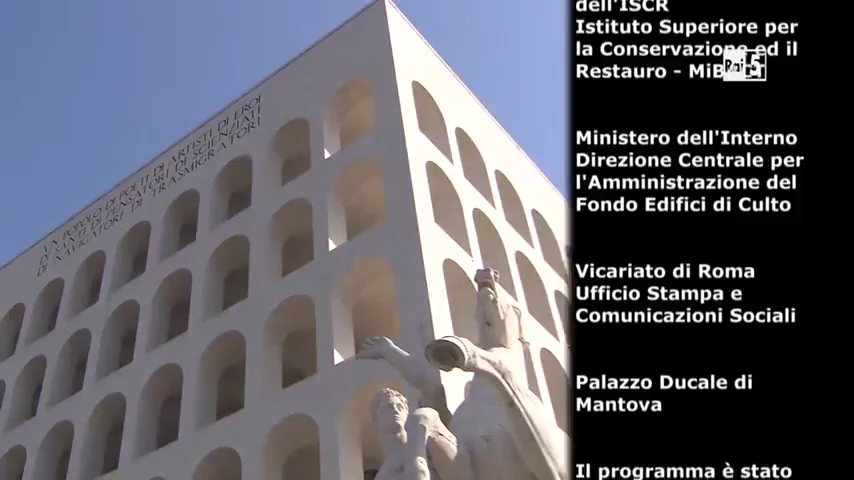 UN POPOLO DI POETI DI ARTISTI DI EROI
DI SANTI DI PENSATORI DI SCIENZIATI
DI NAVIGATORI DI TRASMIGRATORI
dell'ISCR
Istituto Superiore per
la Conservazione ed il
Restauro -
Rai 5
Ministero dell'Interno
Direzione Centrale per
l'Amministrazione del
Fondo Edifici di Culto
Vicariato di Roma
Ufficio Stampa e
Comunicazioni Sociali
Palazzo Ducale di
Mantova
Il programma è stato